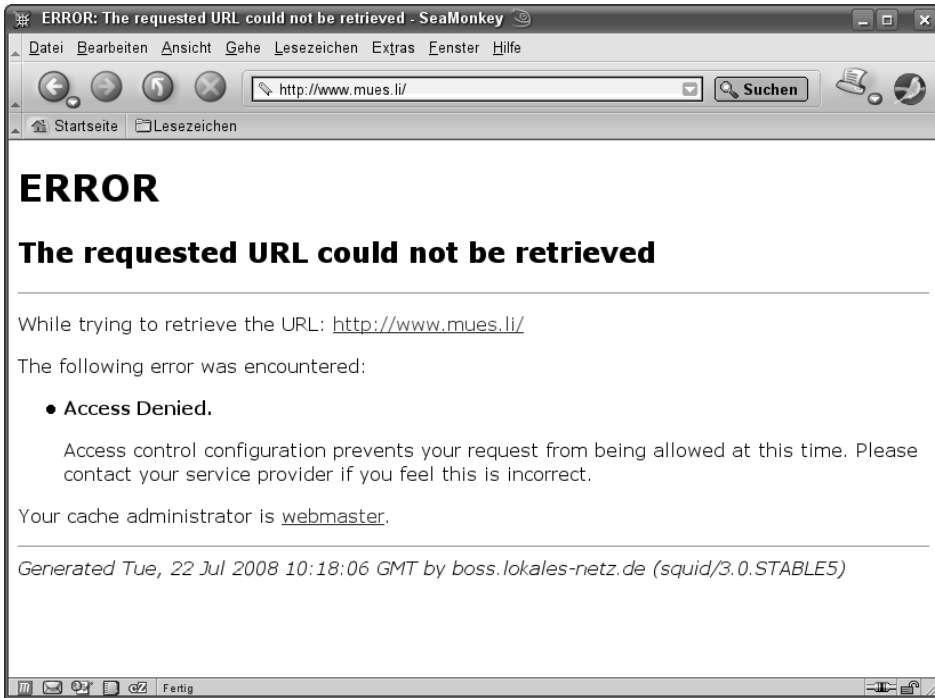 ERROR: The requested URL could not be retrieved - SeaMonkey
Datei Bearbeiten Ansicht Gehe Lesezeichen Extras Fenster Hilfe
http://www.mues.li/ Suchen
Startseite Lesezeichen
ERROR
The requested URL could not be retrieved
While trying to retrieve the URL: http://www.mues.li/
The following error was encountered:
• Access Denied.
Access control configuration prevents your request from being allowed at this time. Please
contact your service provider if you feel this is incorrect.
Your cache administrator is webmaster.
Generated Tue, 22 Jul 2008 10:18:06 GMT by boss.lokales-netz.de (squid/3.0.STABLE5)
Fertig